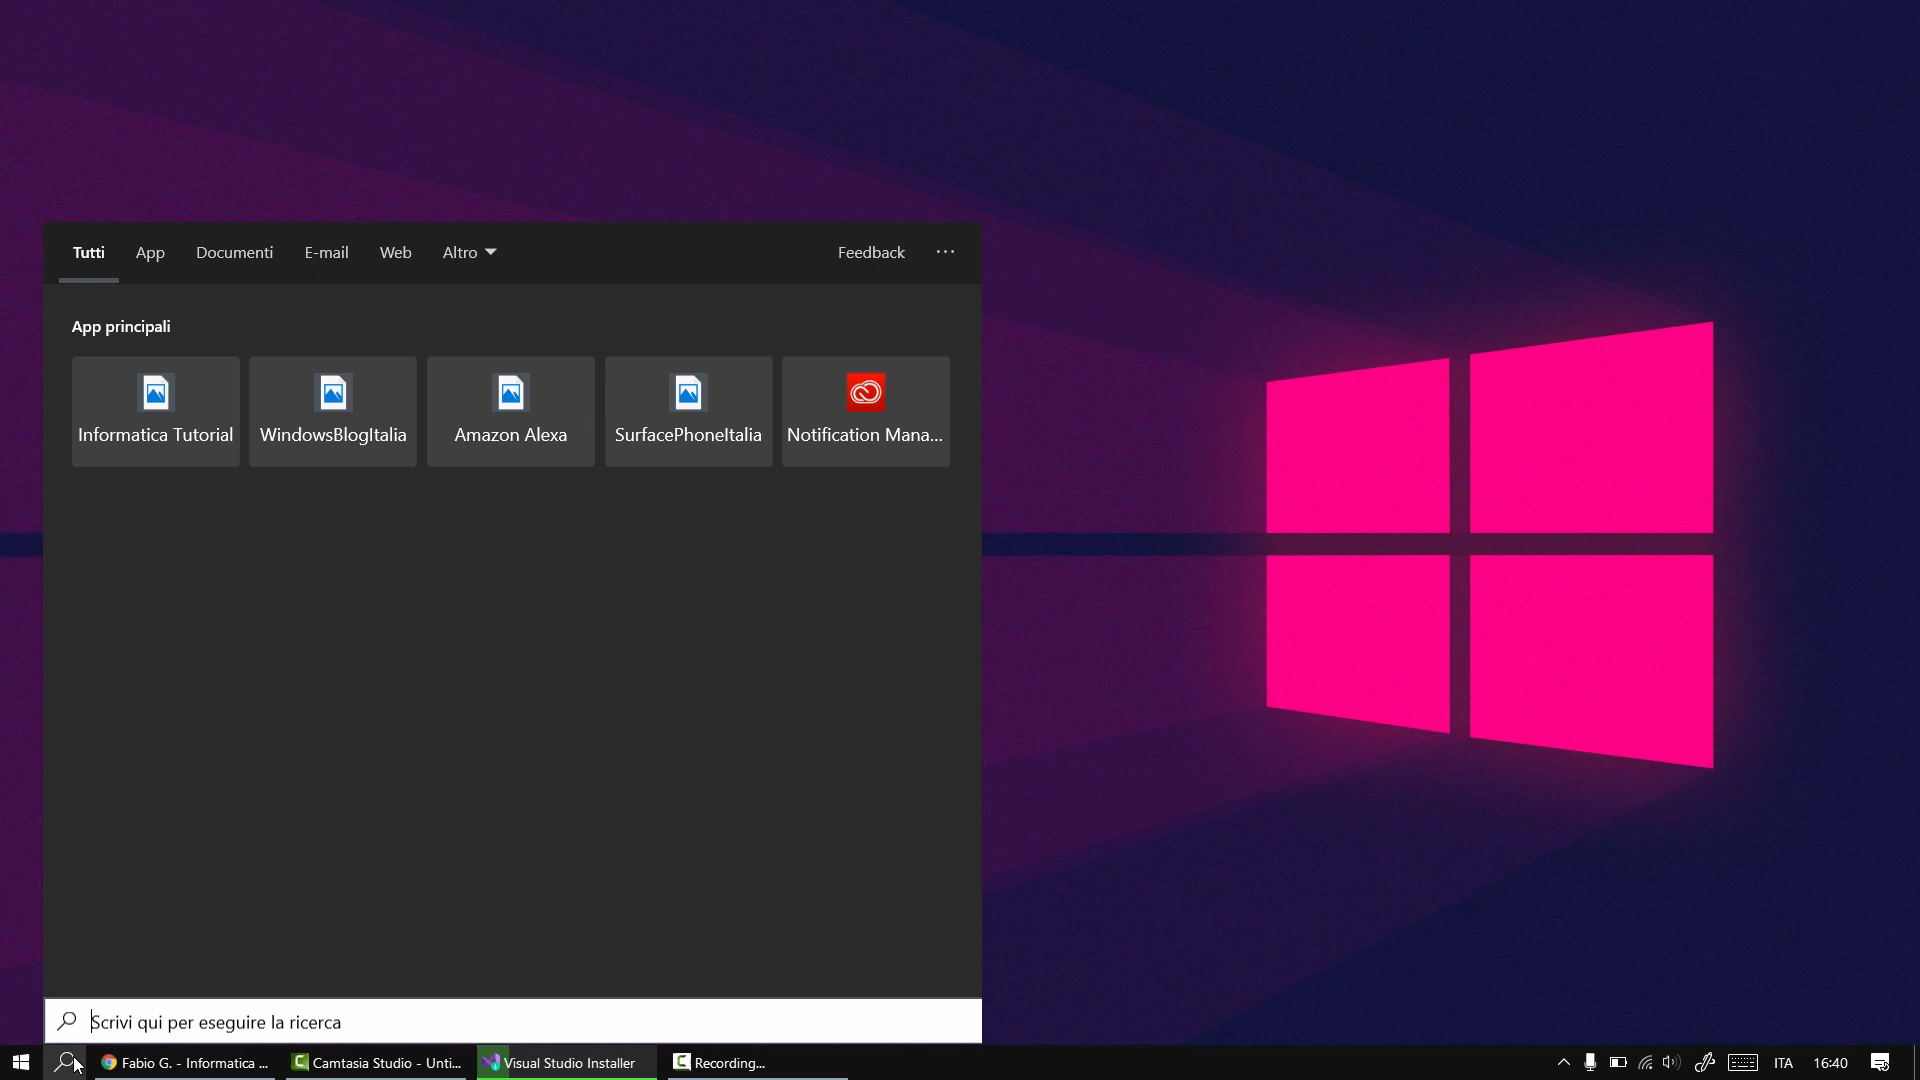 Tutti App Documenti E-mail Web Altro Feedback ...
App principali
Informatica Tutorial WindowsBlogItalia Amazon Alexa SurfacePhoneItalia Notification Mana...
Scrivi qui per eseguire la ricerca
Fabio G. - Informatica ... Camtasia Studio - Unti... Visual Studio Installer Recording... ITA 16:40